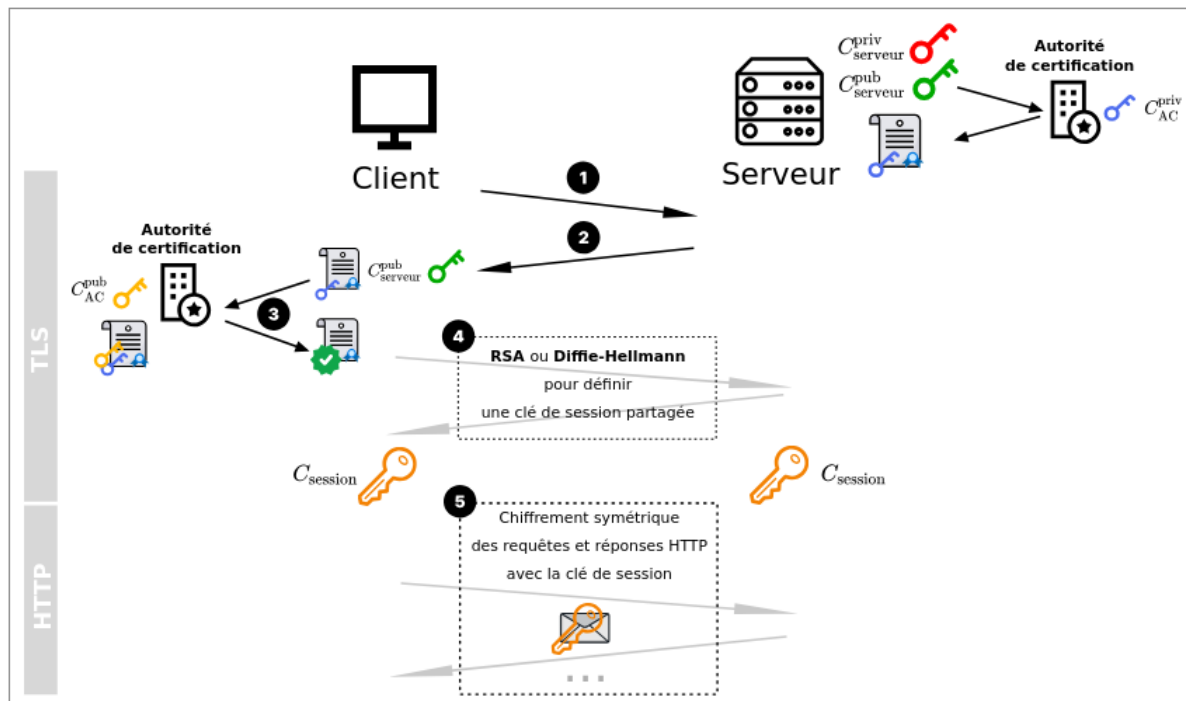 C^priv_serveur
C^pub_serveur
Autorité
de certification
C^priv_AC
Client
Serveur
1
2
TLS
Autorité
de certification
C^pub_AC
C^pub_serveur
3
4
RSA ou Diffie-Hellmann
pour définir
une clé de session partagée
C_session
C_session
HTTP
5
Chiffrement symétrique
des requêtes et réponses HTTP
avec la clé de session
...